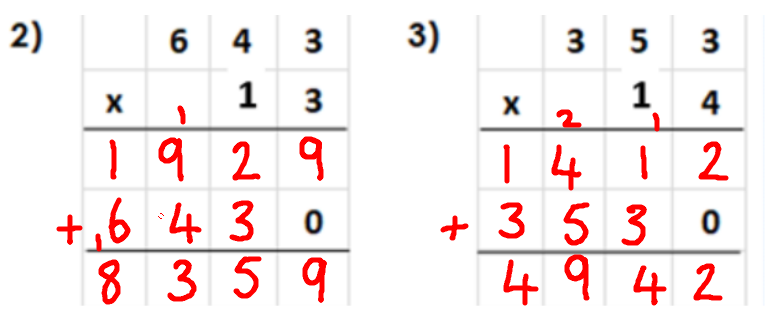 2) 6 4 3
x 1 3
1
1 9 2 9
+ 1 6 4 3 0
8 3 5 9
3) 3 5 3
x 1 4
2 1
1 4 1 2
+ 3 5 3 0
4 9 4 2